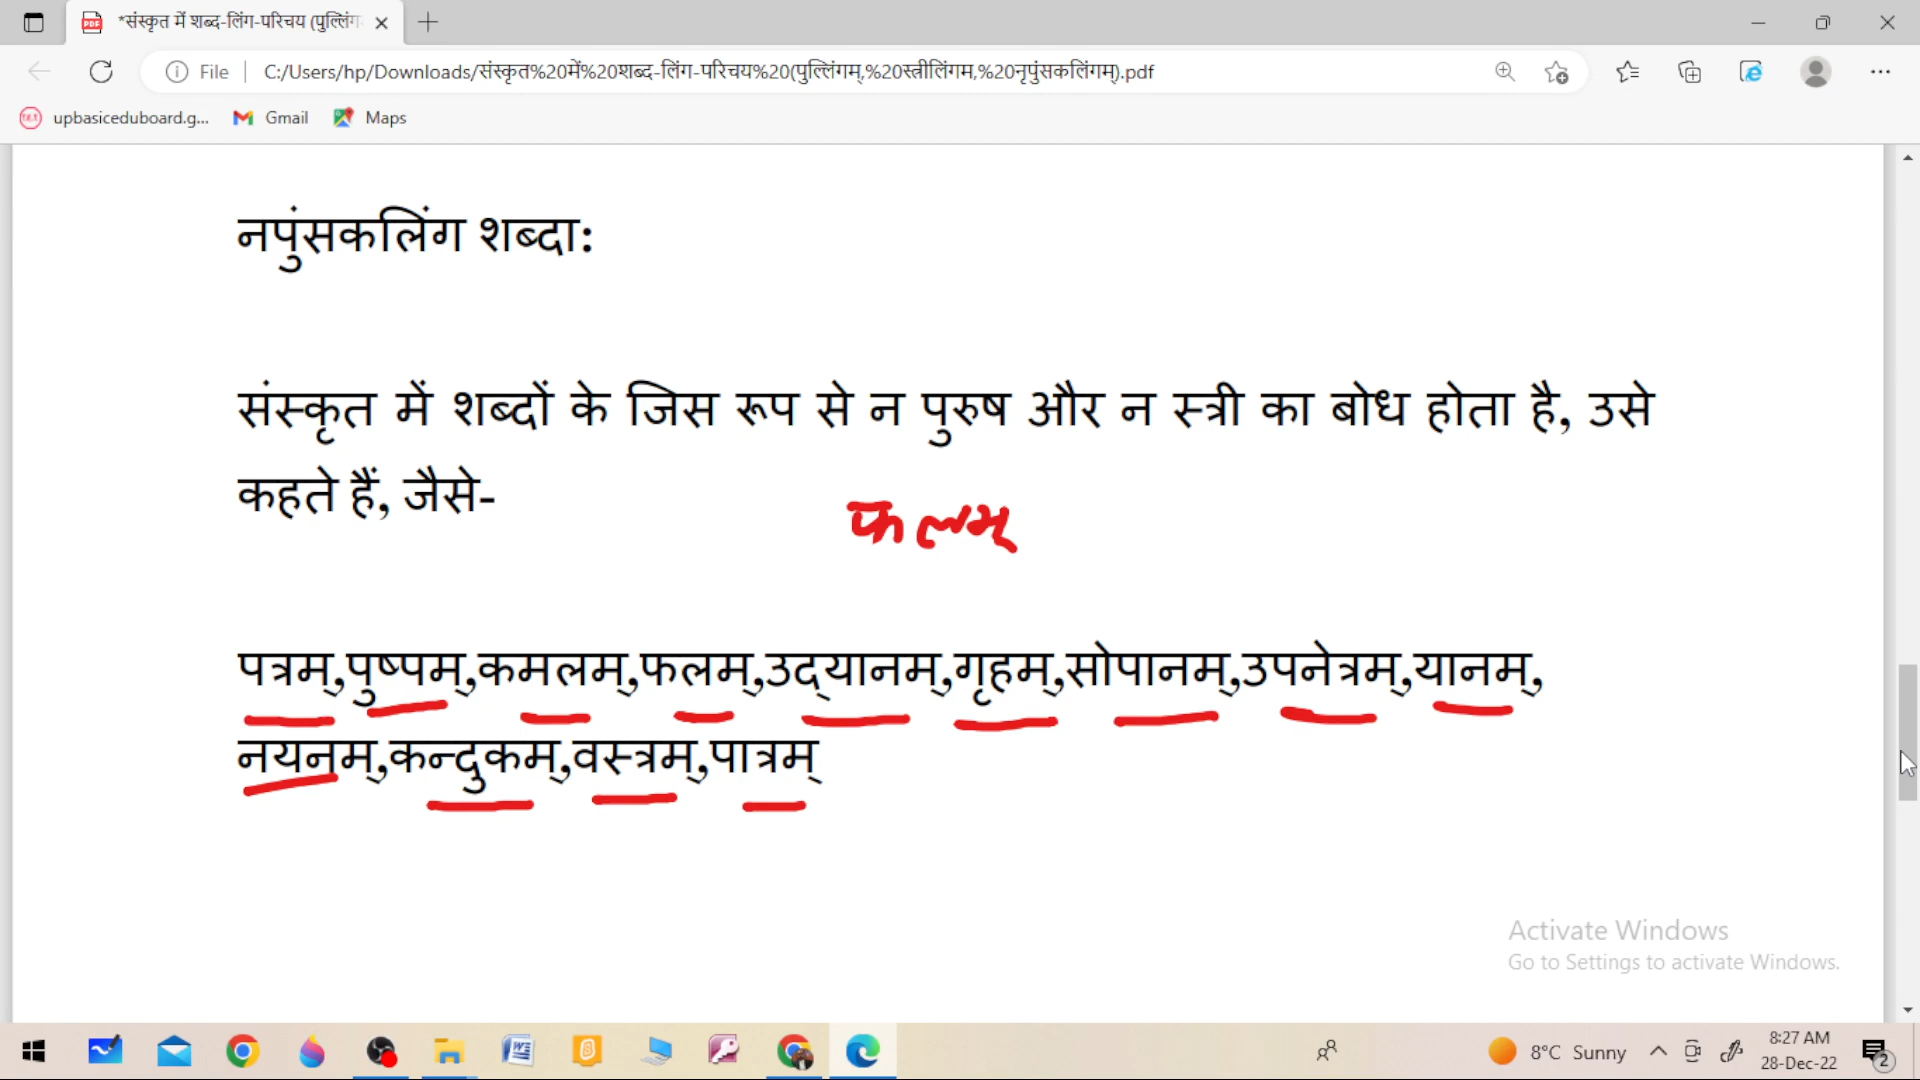 *संस्कृत में शब्द-लिंग-परिचय (पुल्लिंग
File
C:/Users/hp/Downloads/संस्कृत%20में%20शब्द-लिंग-परिचय%20(पुल्लिंगम्,%20स्त्रीलिंगम,%20नृपुंसकलिंगम्).pdf
upbasiceduboard.g...
Gmail
Maps
नपुंसकलिंग शब्दा:
संस्कृत में शब्दों के जिस रूप से न पुरुष और न स्त्री का बोध होता है, उसे
कहते हैं, जैसे-
फलम्
पत्रम्,पुष्पम्,कमलम्,फलम्,उद्यानम्,गृहम्,सोपानम्,उपनेत्रम्,यानम्,
नयनम्,कन्दुकम्,वस्त्रम्,पात्रम्
Activate Windows
Go to Settings to activate Windows.
8°C Sunny
8:27 AM
28-Dec-22
2